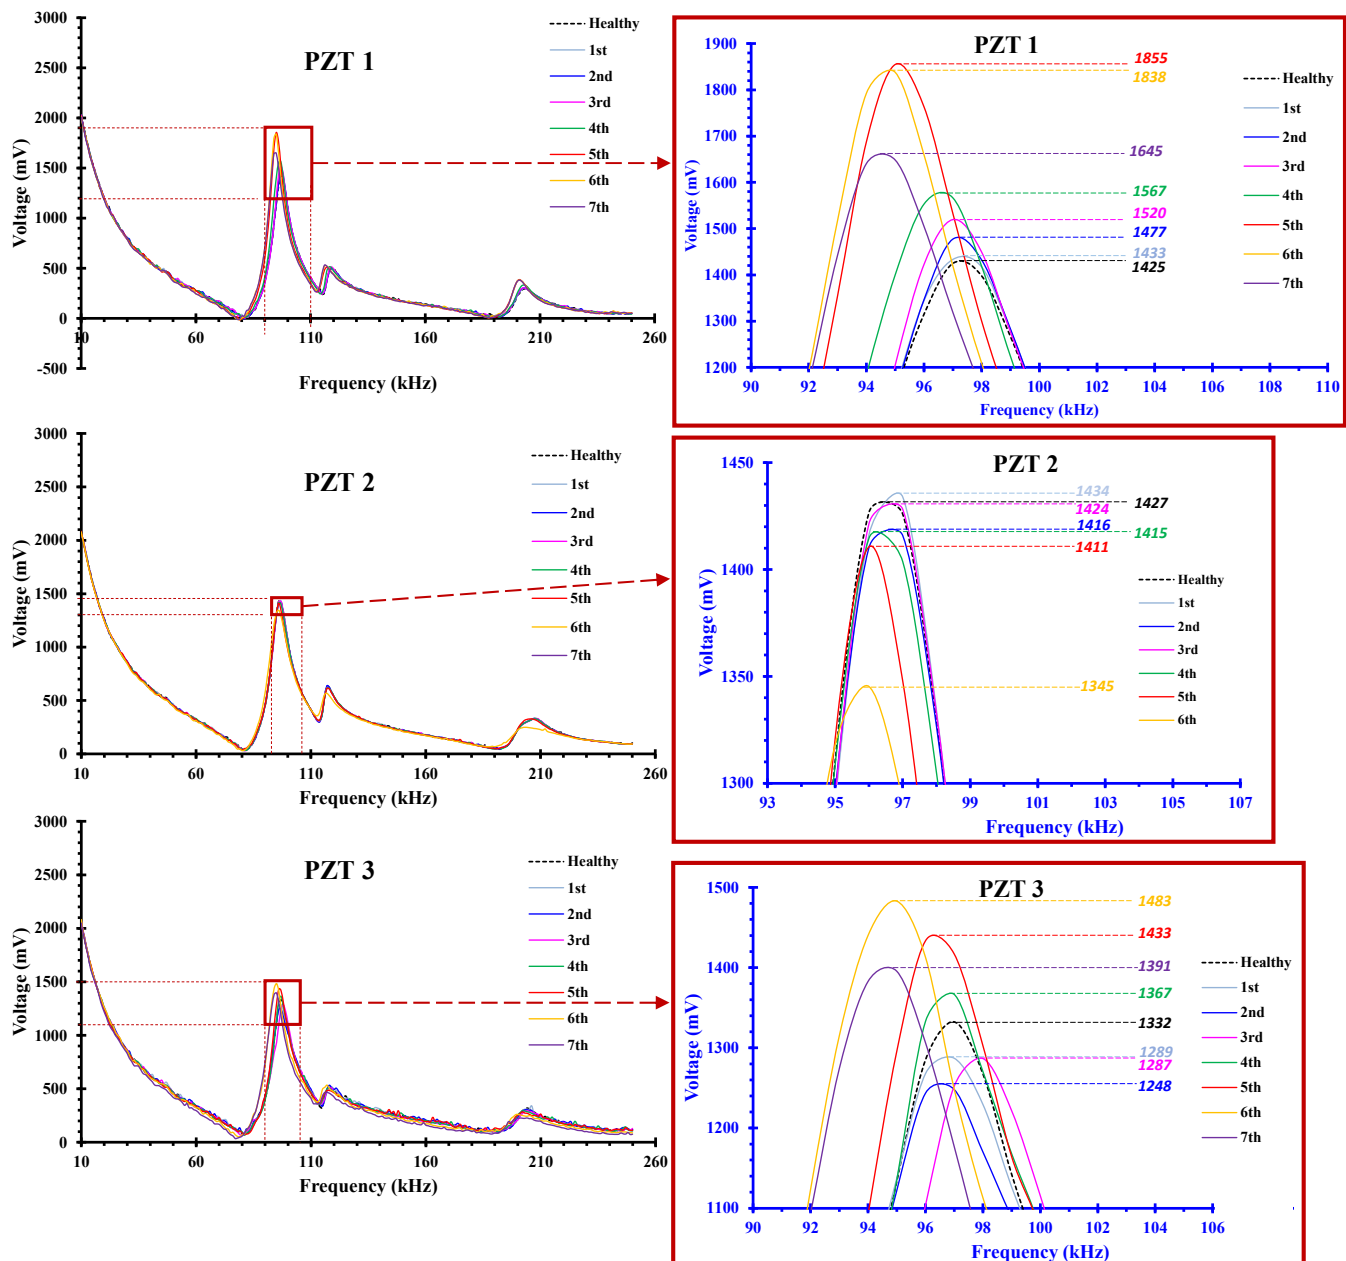 PZT 1
3000
2500
2000
1500
1000
500
0
-500
10 60 110 160 210 260
Voltage (mV)
Frequency (kHz)
Healthy
1st
2nd
3rd
4th
5th
6th
7th
PZT 1
1900
1800
1700
1600
1500
1400
1300
1200
90 92 94 96 98 100 102 104 106 108 110
Voltage (mV)
Frequency (kHz)
1855
1838
1645
1567
1520
1477
1433
1425
Healthy
1st
2nd
3rd
4th
5th
6th
7th
PZT 2
3000
2500
2000
1500
1000
500
0
10 60 110 160 210 260
Voltage (mV)
Frequency (kHz)
Healthy
1st
2nd
3rd
4th
5th
6th
7th
PZT 2
1450
1400
1350
1300
93 95 97 99 101 103 105 107
Voltage (mV)
Frequency (kHz)
1434
1427
1424
1416
1415
1411
1345
Healthy
1st
2nd
3rd
4th
5th
6th
PZT 3
3000
2500
2000
1500
1000
500
0
10 60 110 160 210 260
Voltage (mV)
Frequency (kHz)
Healthy
1st
2nd
3rd
4th
5th
6th
7th
PZT 3
1500
1400
1300
1200
1100
90 92 94 96 98 100 102 104 106
Voltage (mV)
Frequency (kHz)
1483
1433
1391
1367
1332
1289
1287
1248
Healthy
1st
2nd
3rd
4th
5th
6th
7th